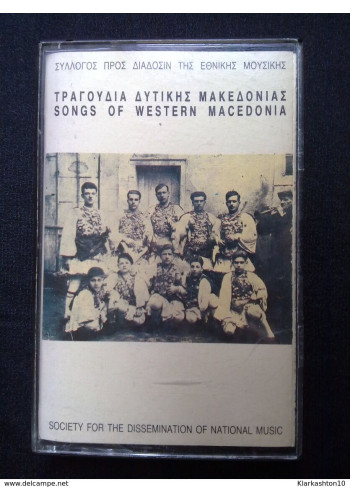 ΣΥΛΛΟΓΟΣ ΠΡΟΣ ΔΙΑΔΟΣΙΝ ΤΗΣ ΕΘΝΙΚΗΣ ΜΟΥΣΙΚΗΣ
ΤΡΑΓΟΥΔΙΑ ΔΥΤΙΚΗΣ ΜΑΚΕΔΟΝΙΑΣ
SONGS OF WESTERN MACEDONIA
SOCIETY FOR THE DISSEMINATION OF NATIONAL MUSIC
delcampe.net
Klarkashton10